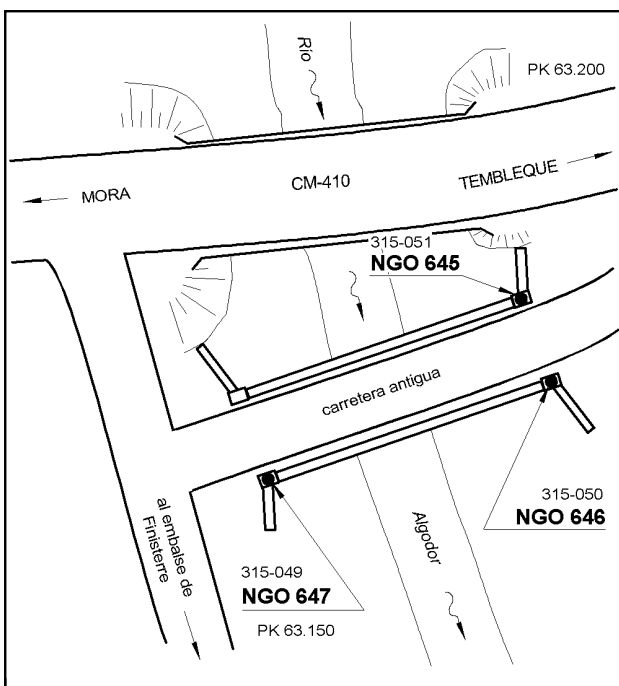 Río
PK 63.200
CM-410
MORA
TEMBLEQUE
315-051
NGO 645
carretera antigua
al embalse de
Finisterre
Algodor
315-050
NGO 646
315-049
NGO 647
PK 63.150